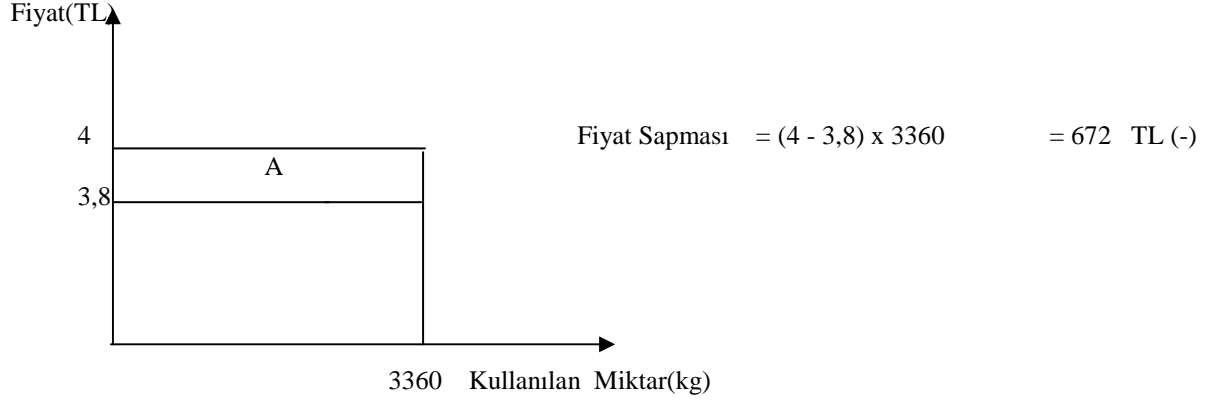 Fiyat(TL)
4 Fiyat Sapması = (4 - 3,8) x 3360 = 672 TL (-)
A
3,8
3360 Kullanılan Miktar(kg)